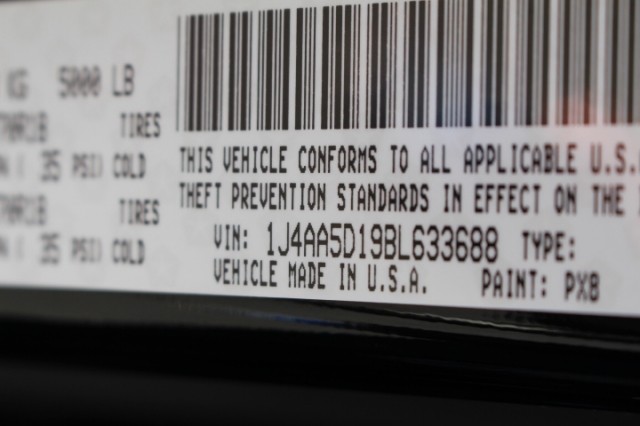 KG 5000 LB
TIRES
35 PSI) COLD
TIRES
35 PSI) COLD
THIS VEHICLE CONFORMS TO ALL APPLICABLE U.S.
THEFT PREVENTION STANDARDS IN EFFECT ON THE
VIN: 1J4AA5D19BL633688 TYPE:
VEHICLE MADE IN U.S.A. PAINT: PX8